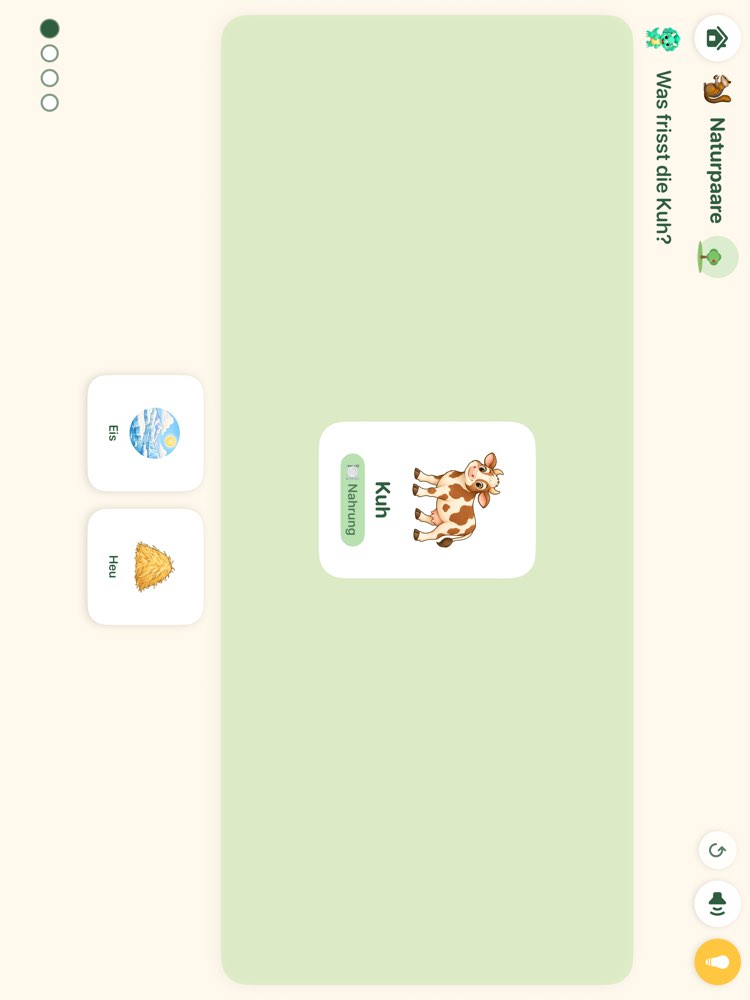 Naturpaare
Was frisst die Kuh?
Kuh
Nahrung
Eis
Heu